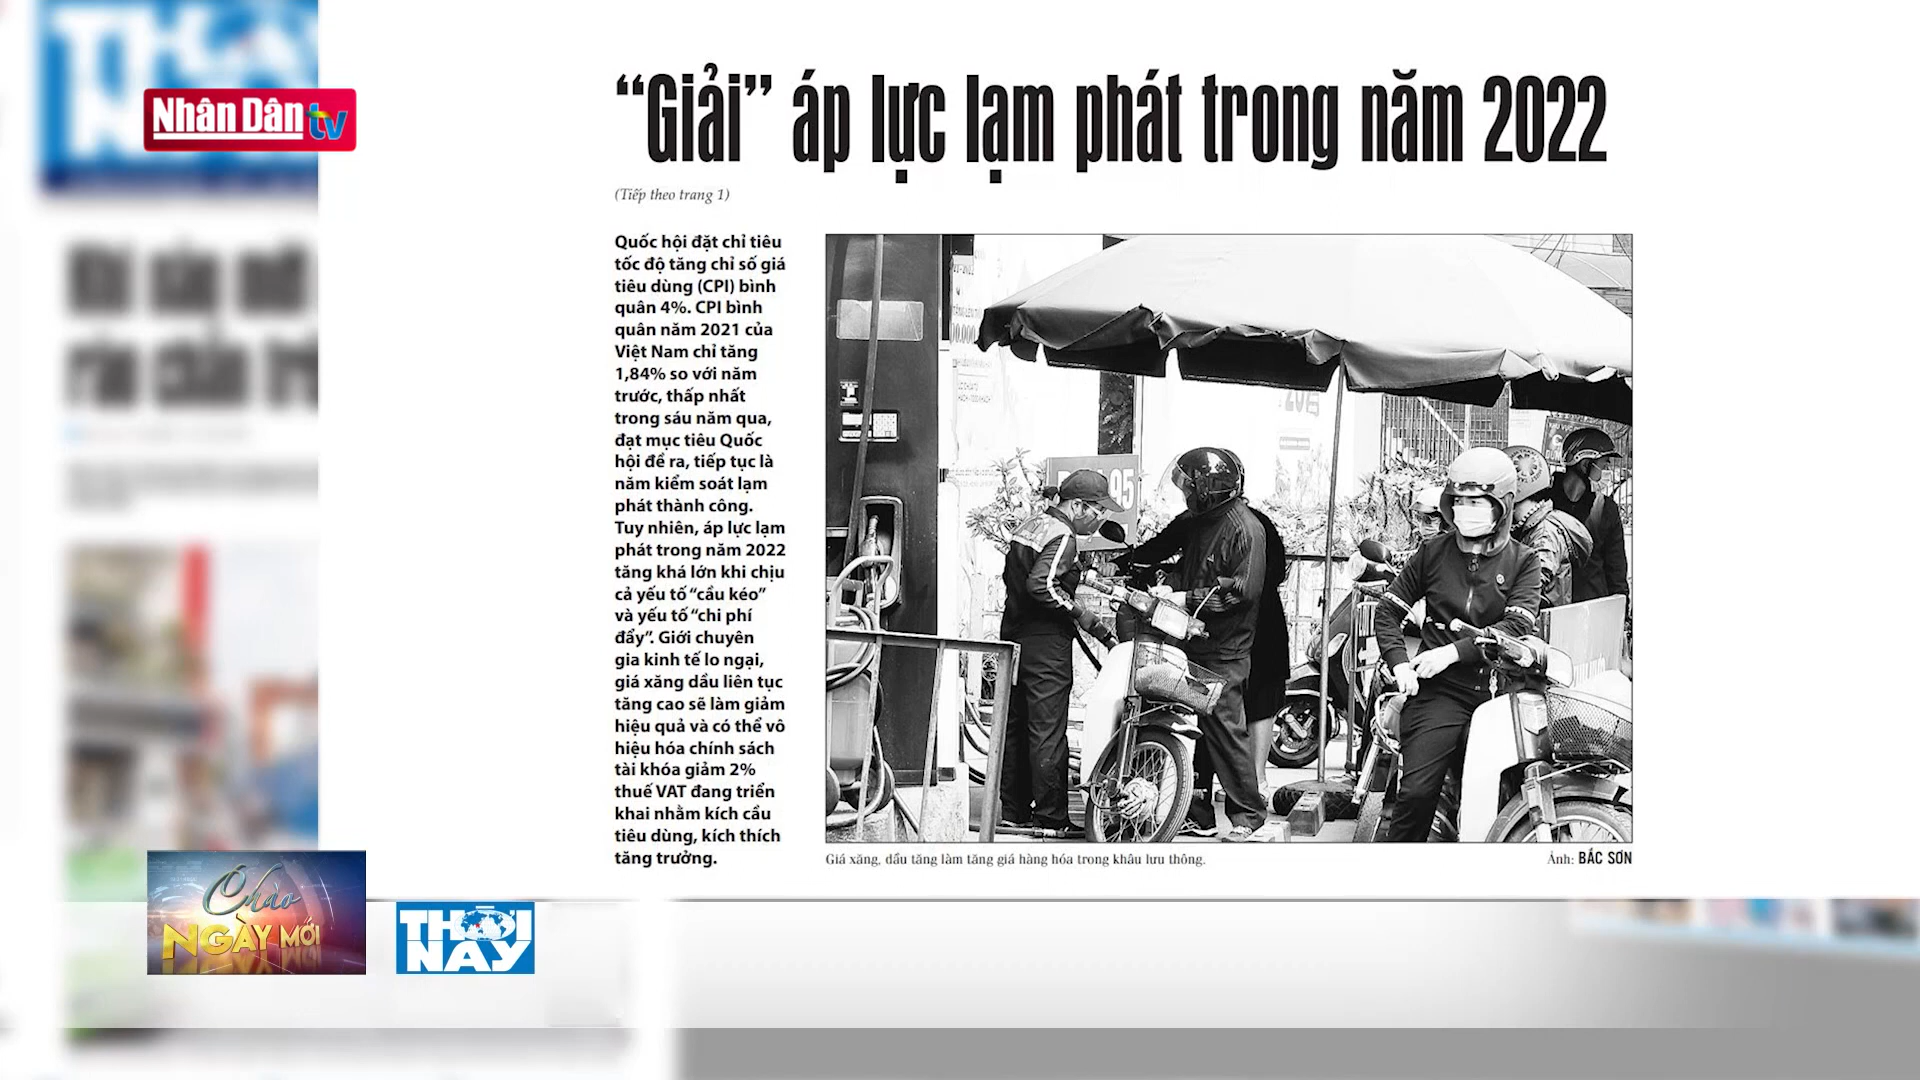 THỜI
Nhân Dân tv
“Giải” áp lực lạm phát trong năm 2022
(Tiếp theo trang 1)
Quốc hội đặt chỉ tiêu
tốc độ tăng chỉ số giá
tiêu dùng (CPI) bình
quân 4%. CPI bình
quân năm 2021 của
Việt Nam chỉ tăng
1,84% so với năm
trước, thấp nhất
trong sáu năm qua,
đạt mục tiêu Quốc
hội đề ra, tiếp tục là
năm kiểm soát lạm
phát thành công.
Tuy nhiên, áp lực lạm
phát trong năm 2022
tăng khá lớn khi chịu
cả yếu tố “cầu kéo”
và yếu tố “chi phí
đẩy”. Giới chuyên
gia kinh tế lo ngại,
giá xăng dầu liên tục
tăng cao sẽ làm giảm
hiệu quả và có thể vô
hiệu hóa chính sách
tài khóa giảm 2%
thuế VAT đang triển
khai nhằm kích cầu
tiêu dùng, kích thích
tăng trưởng.
95
Giá xăng, dầu tăng làm tăng giá hàng hóa trong khâu lưu thông.
Ảnh: BẮC SƠN
Chào
NGÀY MỚI
THỜI
NAY